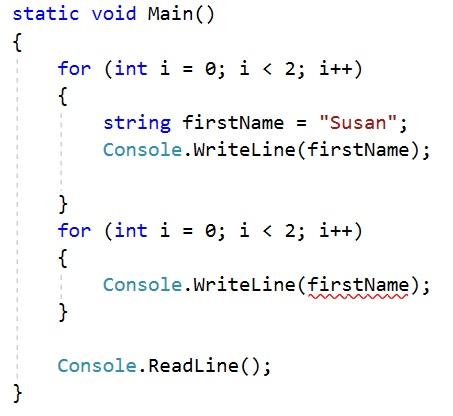 static void Main()
{
for (int i = 0; i < 2; i++)
{
string firstName = "Susan";
Console.WriteLine(firstName);
}
for (int i = 0; i < 2; i++)
{
Console.WriteLine(firstName);
}
Console.ReadLine();
}